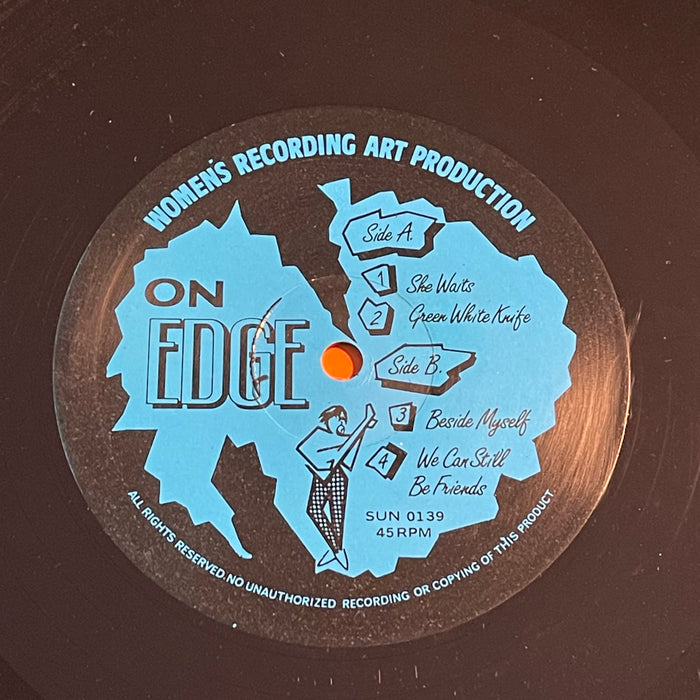 WOMEN'S RECORDING ART PRODUCTION
ON
EDGE
Side A.
1 She Waits
2 Green White Knife
Side B.
3 Beside Myself
4 We Can Still
Be Friends
SUN 0139
45 RPM
ALL RIGHTS RESERVED. NO UNAUTHORIZED RECORDING OR COPYING OF THIS PRODUCT